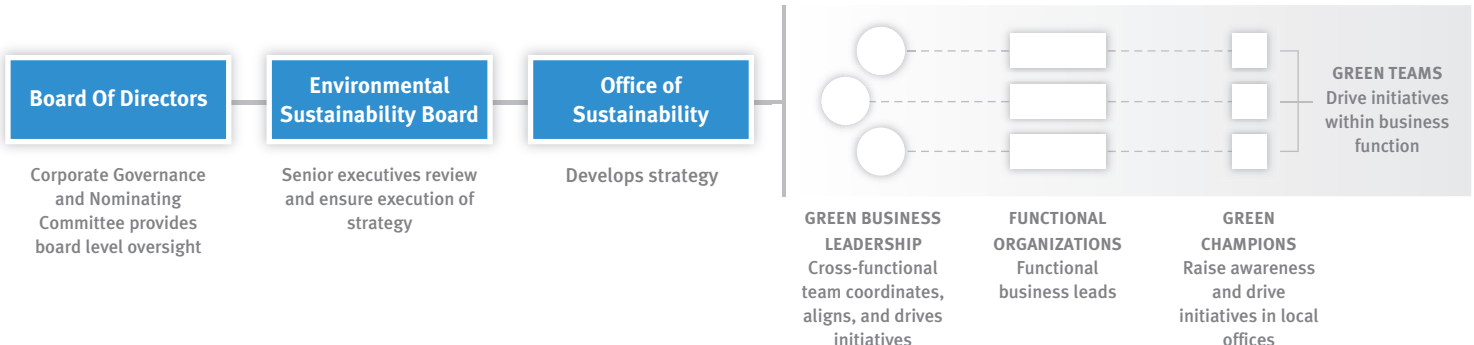 Board Of Directors
Corporate Governance
and Nominating
Committee provides
board level oversight
Environmental
Sustainability Board
Senior executives review
and ensure execution of
strategy
Office of
Sustainability
Develops strategy
GREEN BUSINESS
LEADERSHIP
Cross-functional
team coordinates,
aligns, and drives
initiatives
FUNCTIONAL
ORGANIZATIONS
Functional
business leads
GREEN
CHAMPIONS
Raise awareness
and drive
initiatives in local
offices
GREEN TEAMS
Drive initiatives
within business
function